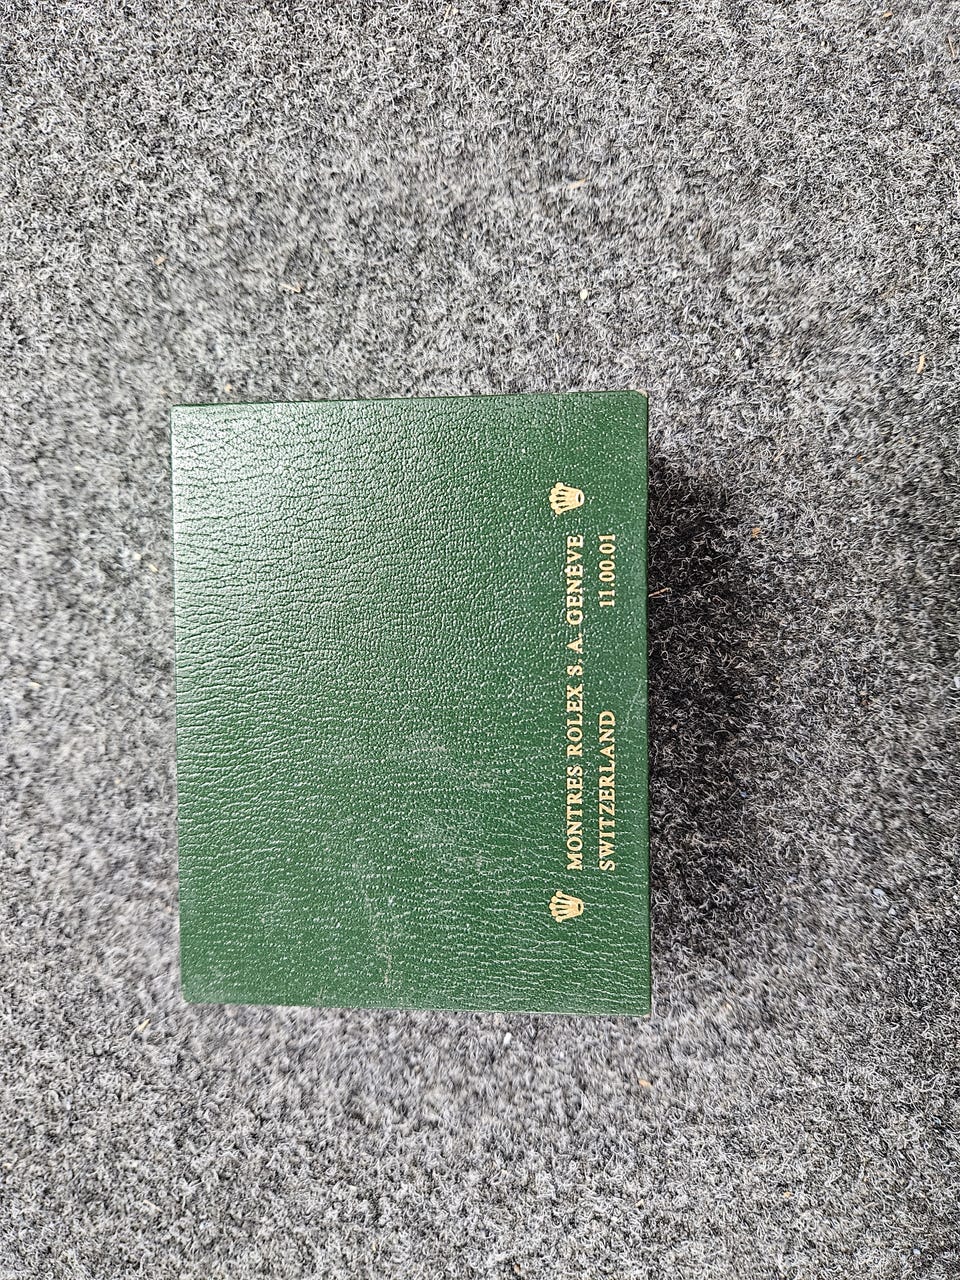 MONTRES ROLEX S. A. GENÈVE
SWITZERLAND 11.00.01